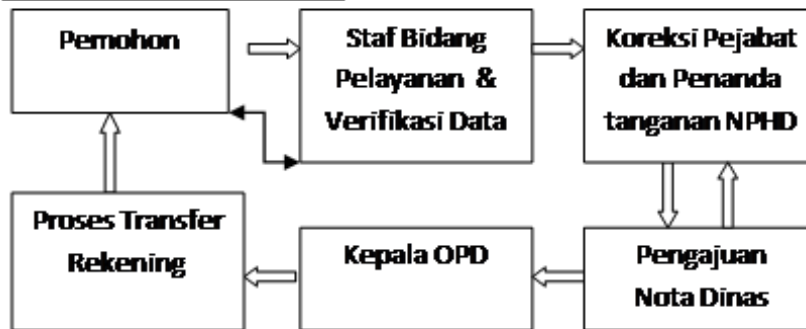 Pemohon
Staf Bidang
Pelayanan &
Verifikasi Data
Koreksi Pejabat
dan Penanda
tanganan NPHD
Proses Transfer
Rekening
Kepala OPD
Pengajuan
Nota Dinas